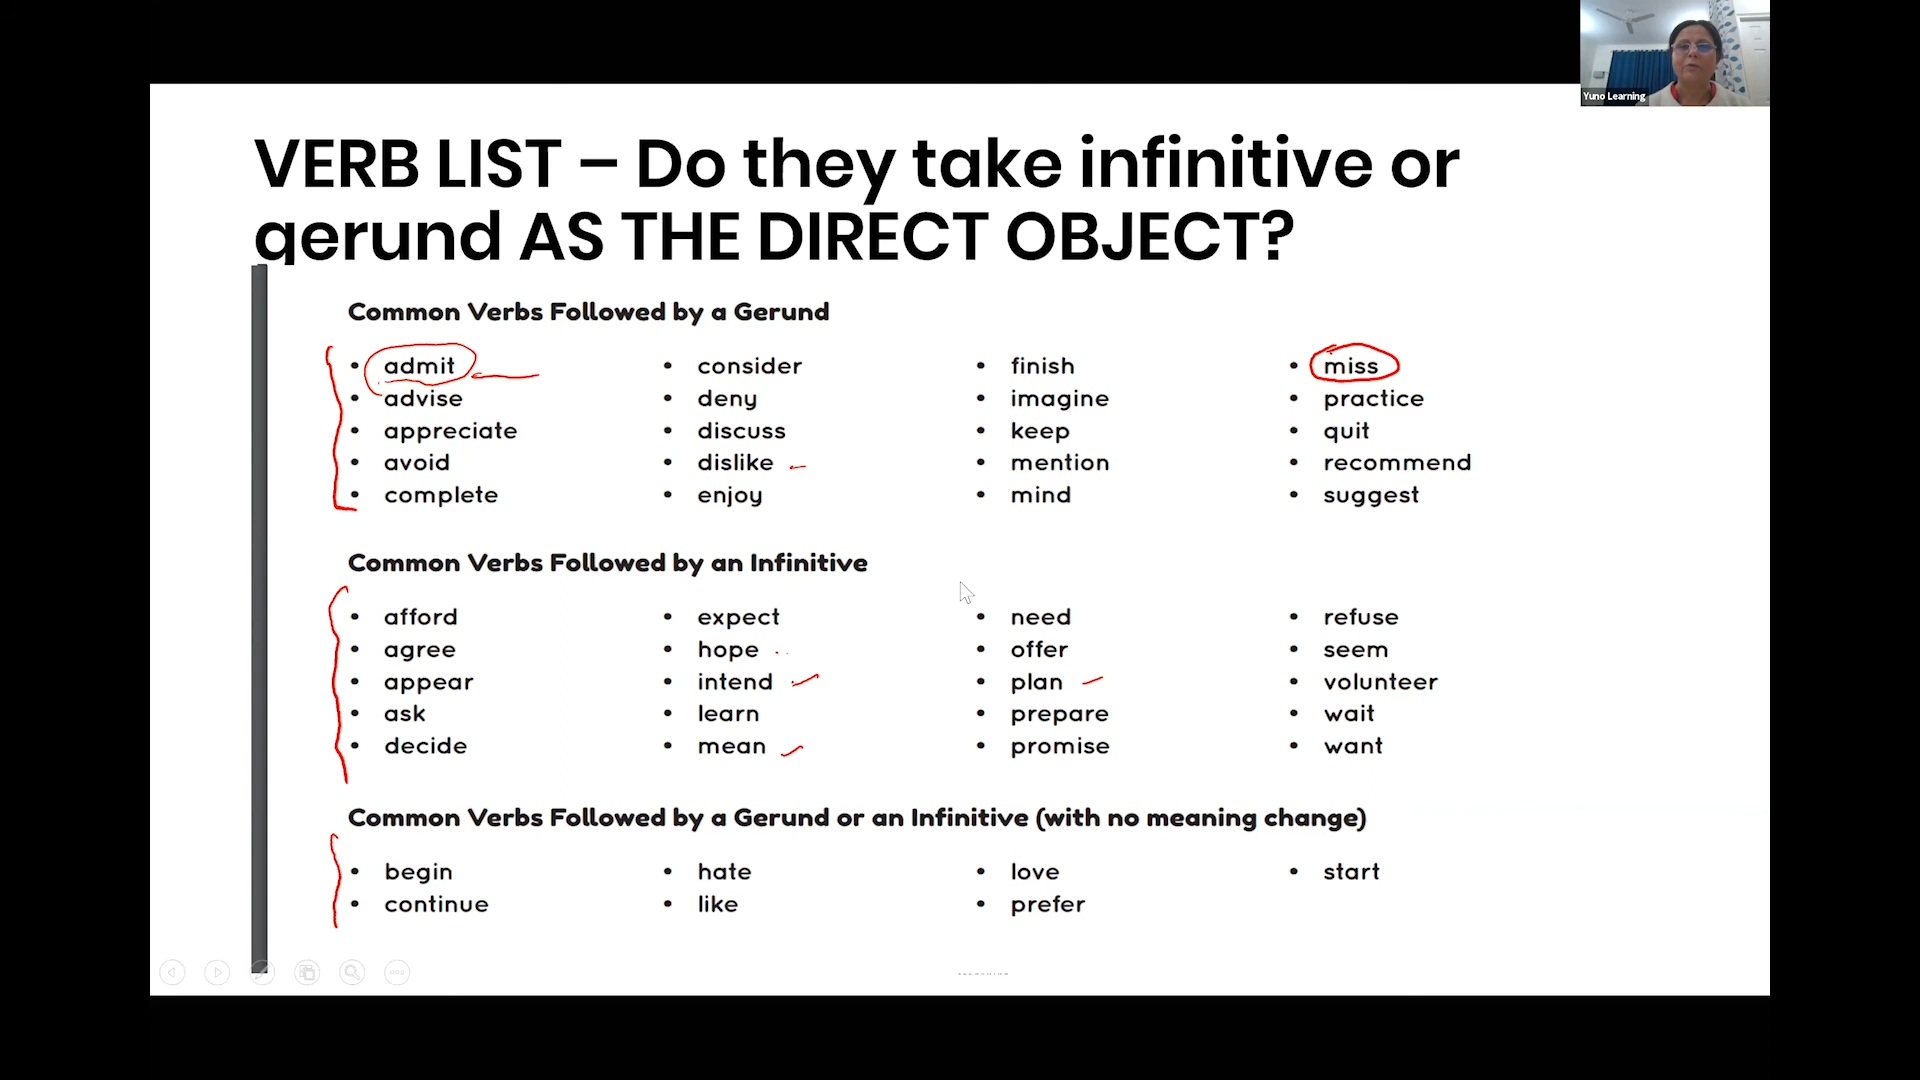 Yuno Learning
VERB LIST – Do they take infinitive or
gerund AS THE DIRECT OBJECT?
Common Verbs Followed by a Gerund
• admit • consider • finish • miss
• advise • deny • imagine • practice
• appreciate • discuss • keep • quit
• avoid • dislike • mention • recommend
• complete • enjoy • mind • suggest
Common Verbs Followed by an Infinitive
• afford • expect • need • refuse
• agree • hope • offer • seem
• appear • intend • plan • volunteer
• ask • learn • prepare • wait
• decide • mean • promise • want
Common Verbs Followed by a Gerund or an Infinitive (with no meaning change)
• begin • hate • love • start
• continue • like • prefer